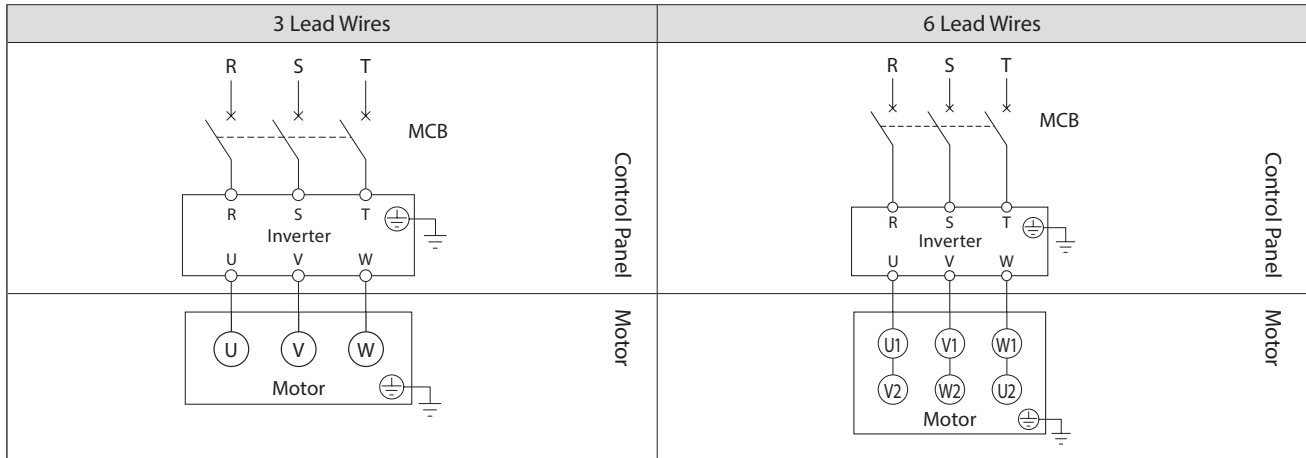 3 Lead Wires
R S T
MCB
R S T
Inverter
U V W
Control Panel
U V W
Motor
Motor
6 Lead Wires
R S T
MCB
R S T
Inverter
U V W
Control Panel
U1 V1 W1
V2 W2 U2
Motor
Motor